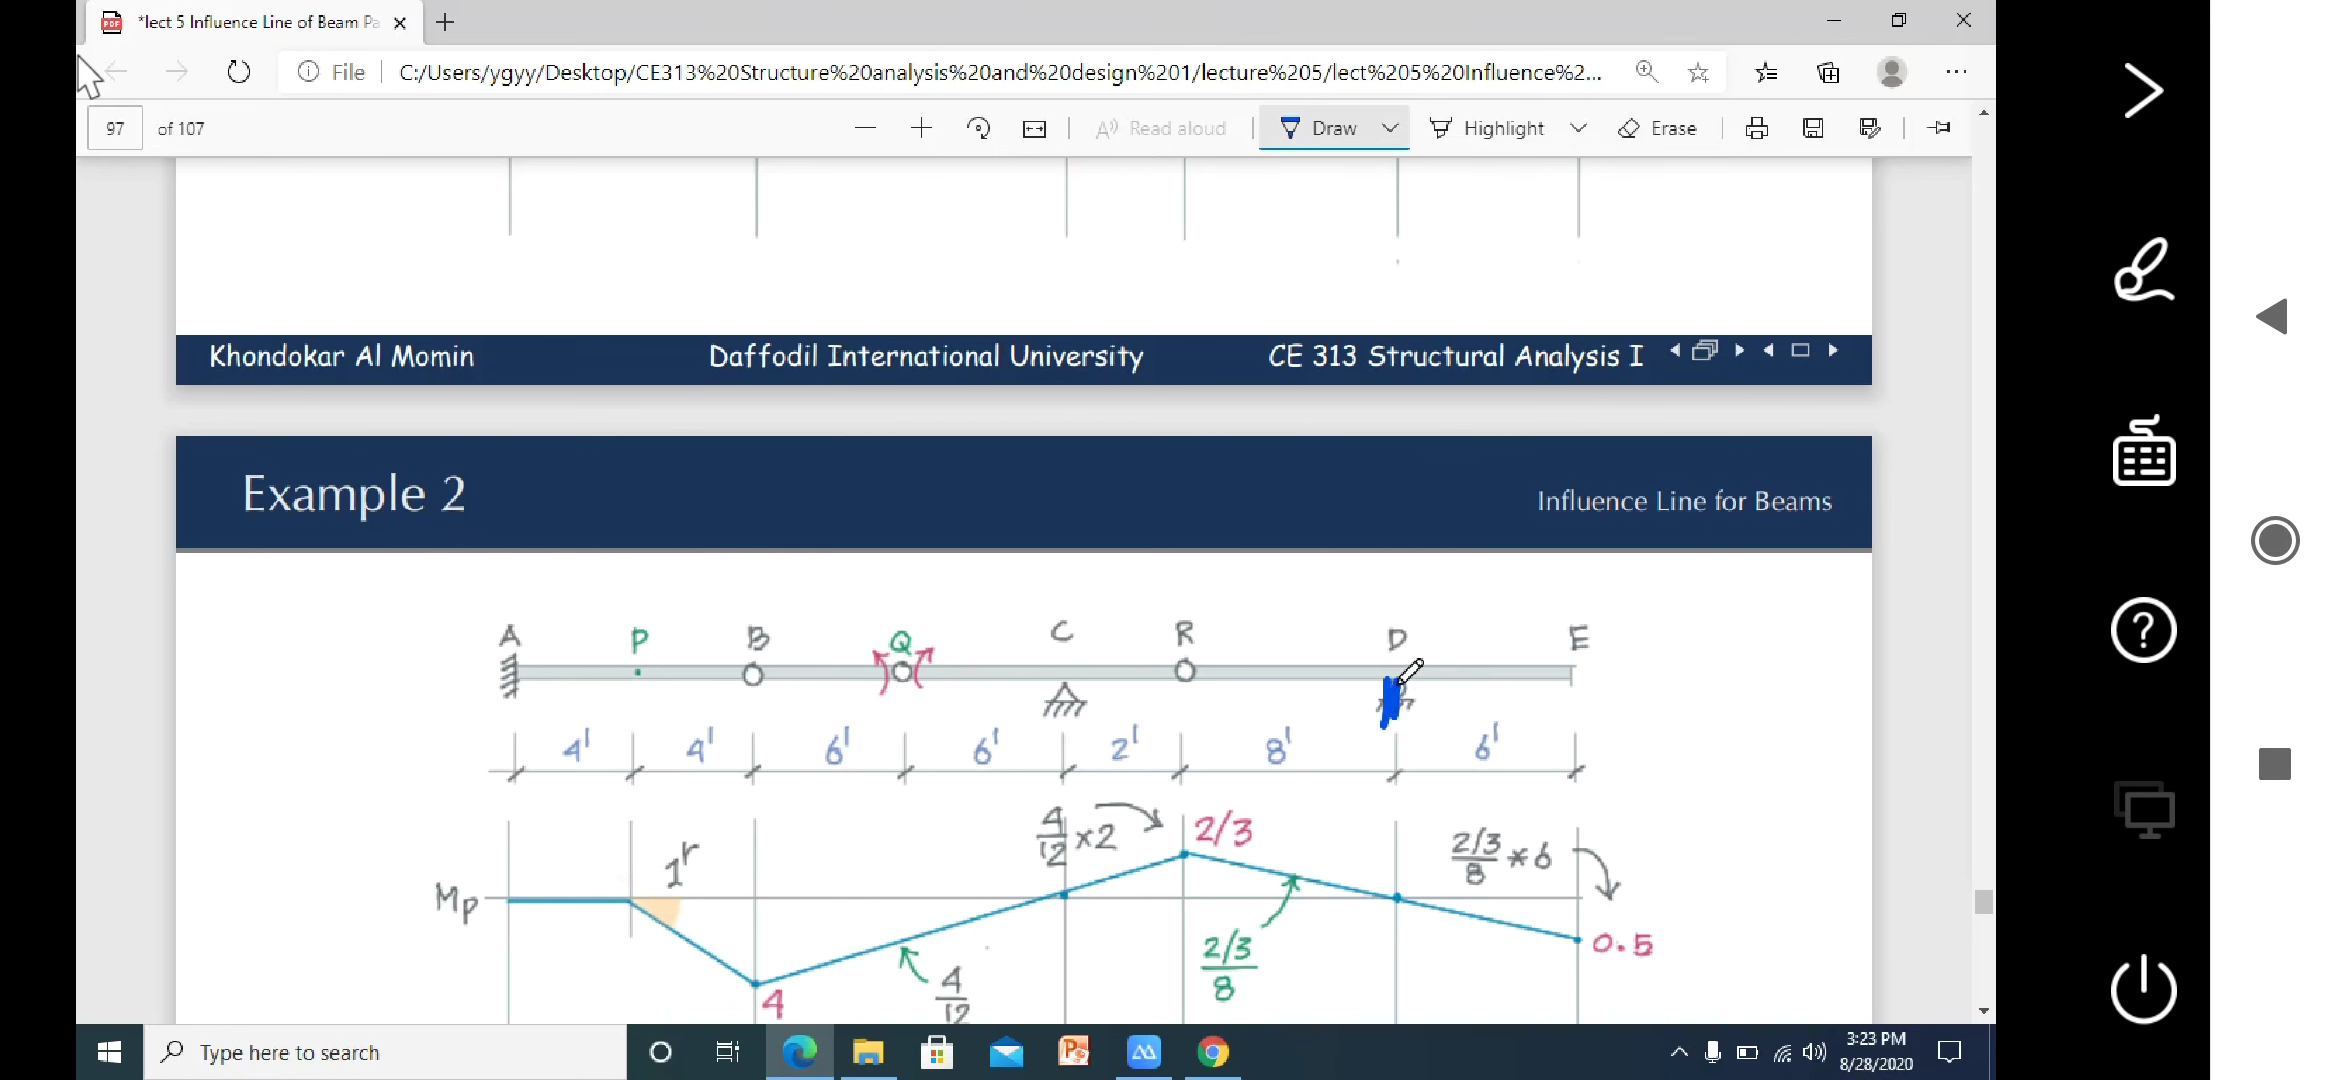 *lect 5 Influence Line of Beam Pa
File
C:/Users/ygyy/Desktop/CE313%20Structure%20analysis%20and%20design%201/lecture%205/lect%205%20Influence%2...
97 of 107
Read aloud
Draw
Highlight
Erase
Khondokar Al Momin Daffodil International University CE 313 Structural Analysis I
Example 2
Influence Line for Beams
A P B Q C R D E
4' 4' 6' 6' 2' 8' 6'
4/12 ×2
2/3
2/3/8 * 6
1r
Mp
4
4/12
2/3/8
0.5
Type here to search
3:23 PM
8/28/2020